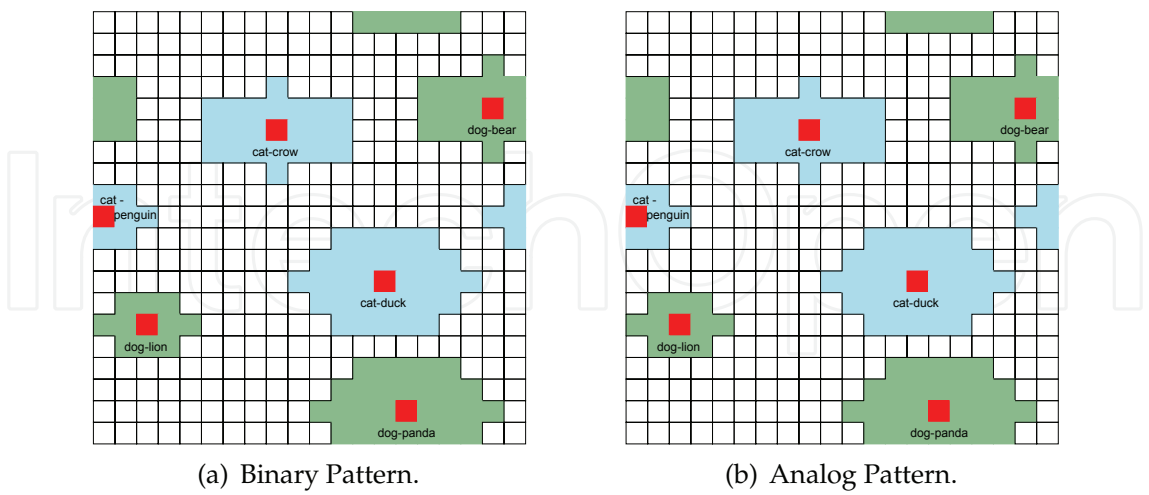 dog-bear
cat-crow
cat -
penguin
cat-duck
dog-lion
dog-panda
(a) Binary Pattern.
dog-bear
cat-crow
cat -
penguin
cat-duck
dog-lion
dog-panda
(b) Analog Pattern.
IntechOpen